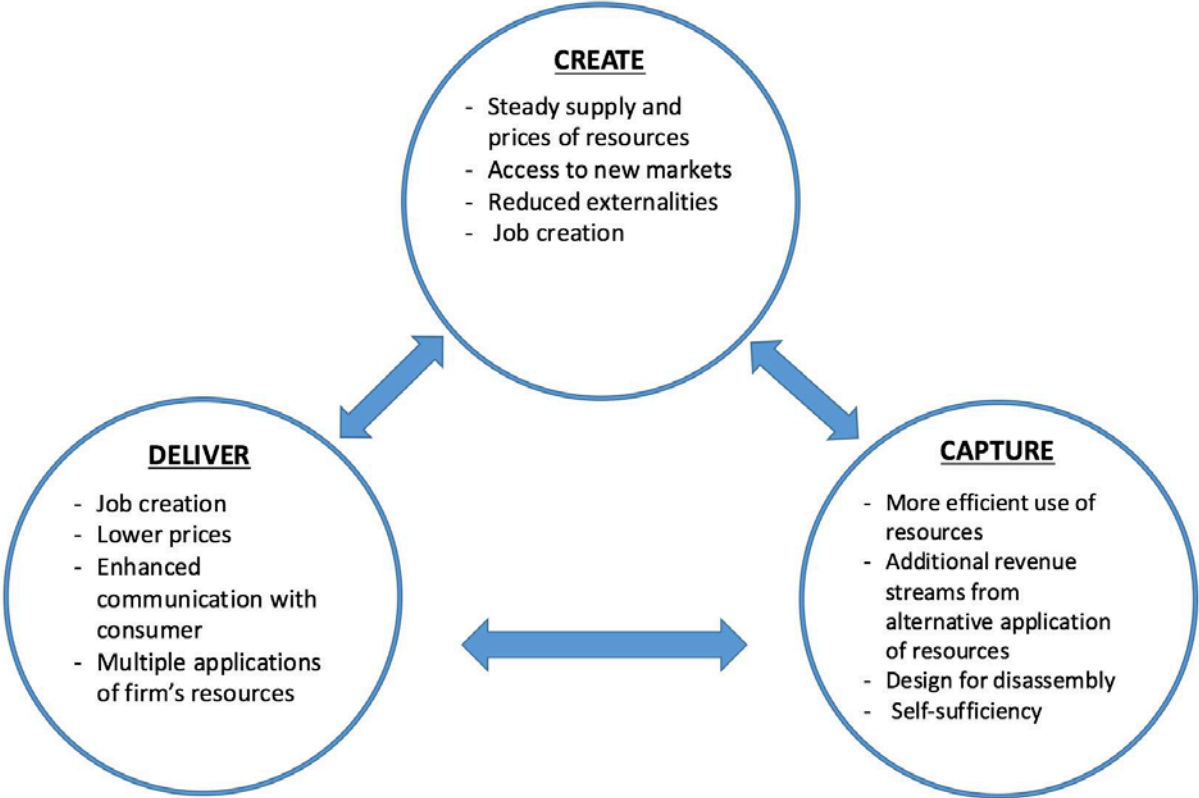 CREATE
- Steady supply and
prices of resources
- Access to new markets
- Reduced externalities
- Job creation
DELIVER
- Job creation
- Lower prices
- Enhanced
communication with
consumer
- Multiple applications
of firm's resources
CAPTURE
- More efficient use of
resources
- Additional revenue
streams from
alternative application
of resources
- Design for disassembly
- Self-sufficiency